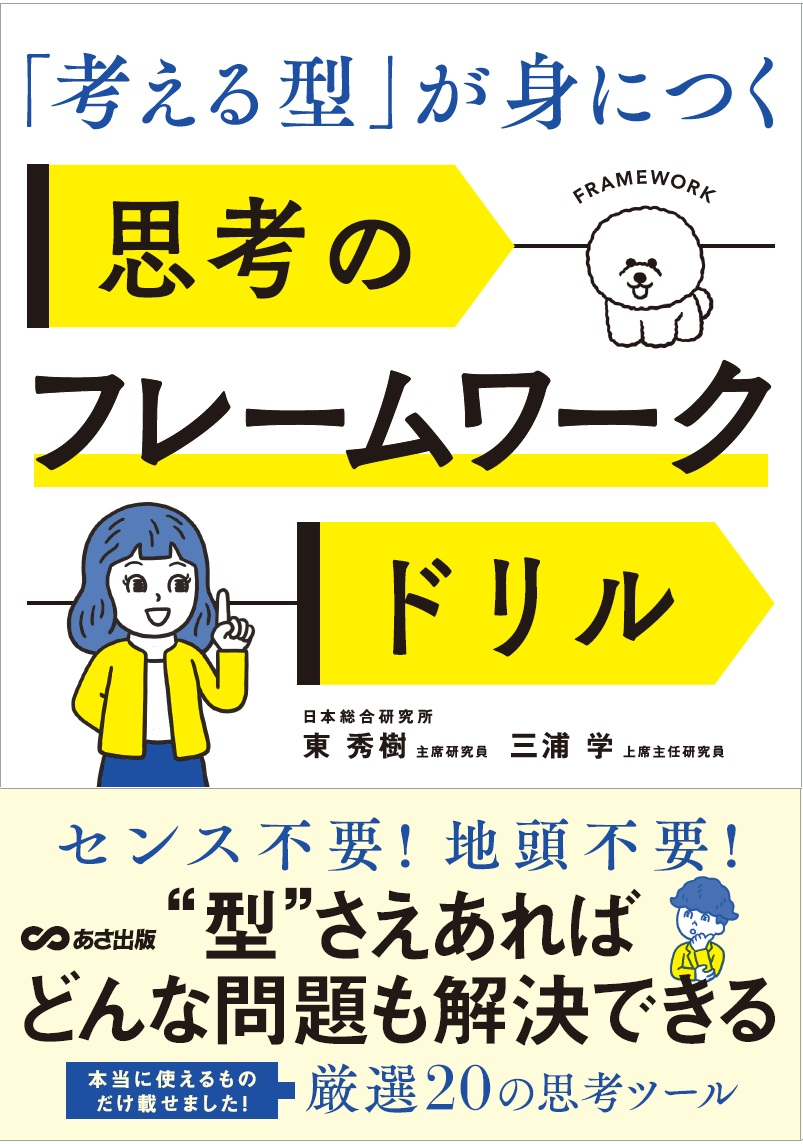 「考える型」が身につく
FRAMEWORK
思考の
フレームワーク
ドリル
日本総合研究所
東 秀樹 主席研究員 三浦 学 上席主任研究員
センス不要！地頭不要！
“型”さえあれば
あさ出版
どんな問題も解決できる
本当に使えるもの
だけ載せました！
厳選20の思考ツール